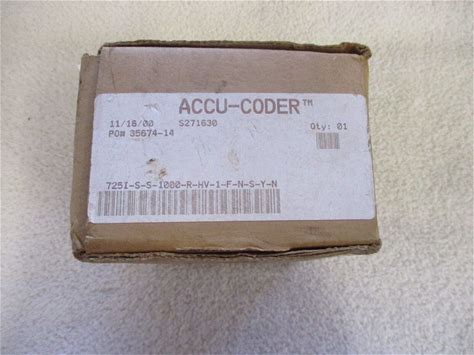 ACCU-CODER™
11/16/00 S271630 Qty: 01
PO# 35674-14
725I-S-S-1000-R-HV-1-F-N-S-Y-N